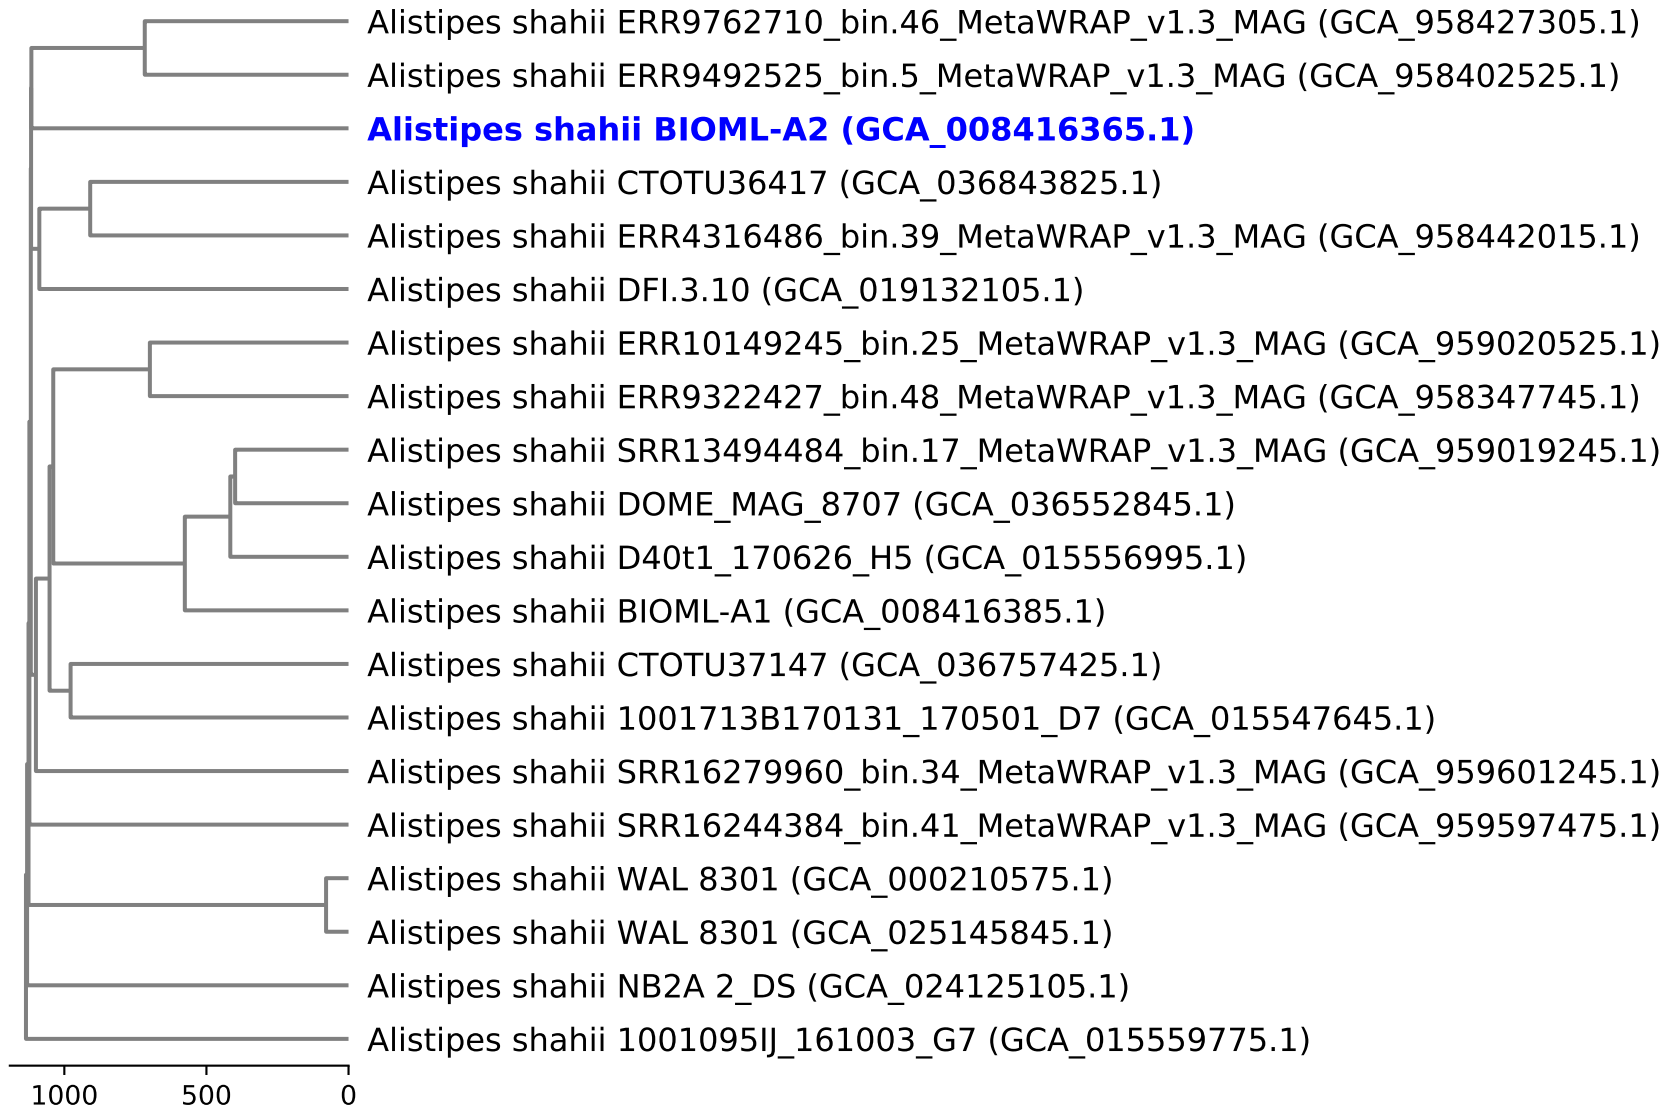 Alistipes shahii ERR9762710_bin.46_MetaWRAP_v1.3_MAG (GCA_958427305.1)
Alistipes shahii ERR9492525_bin.5_MetaWRAP_v1.3_MAG (GCA_958402525.1)
Alistipes shahii BIOML-A2 (GCA_008416365.1)
Alistipes shahii CTOTU36417 (GCA_036843825.1)
Alistipes shahii ERR4316486_bin.39_MetaWRAP_v1.3_MAG (GCA_958442015.1)
Alistipes shahii DFI.3.10 (GCA_019132105.1)
Alistipes shahii ERR10149245_bin.25_MetaWRAP_v1.3_MAG (GCA_959020525.1)
Alistipes shahii ERR9322427_bin.48_MetaWRAP_v1.3_MAG (GCA_958347745.1)
Alistipes shahii SRR13494484_bin.17_MetaWRAP_v1.3_MAG (GCA_959019245.1)
Alistipes shahii DOME_MAG_8707 (GCA_036552845.1)
Alistipes shahii D40t1_170626_H5 (GCA_015556995.1)
Alistipes shahii BIOML-A1 (GCA_008416385.1)
Alistipes shahii CTOTU37147 (GCA_036757425.1)
Alistipes shahii 1001713B170131_170501_D7 (GCA_015547645.1)
Alistipes shahii SRR16279960_bin.34_MetaWRAP_v1.3_MAG (GCA_959601245.1)
Alistipes shahii SRR16244384_bin.41_MetaWRAP_v1.3_MAG (GCA_959597475.1)
Alistipes shahii WAL 8301 (GCA_000210575.1)
Alistipes shahii WAL 8301 (GCA_025145845.1)
Alistipes shahii NB2A 2_DS (GCA_024125105.1)
Alistipes shahii 1001095IJ_161003_G7 (GCA_015559775.1)
1000 500 0